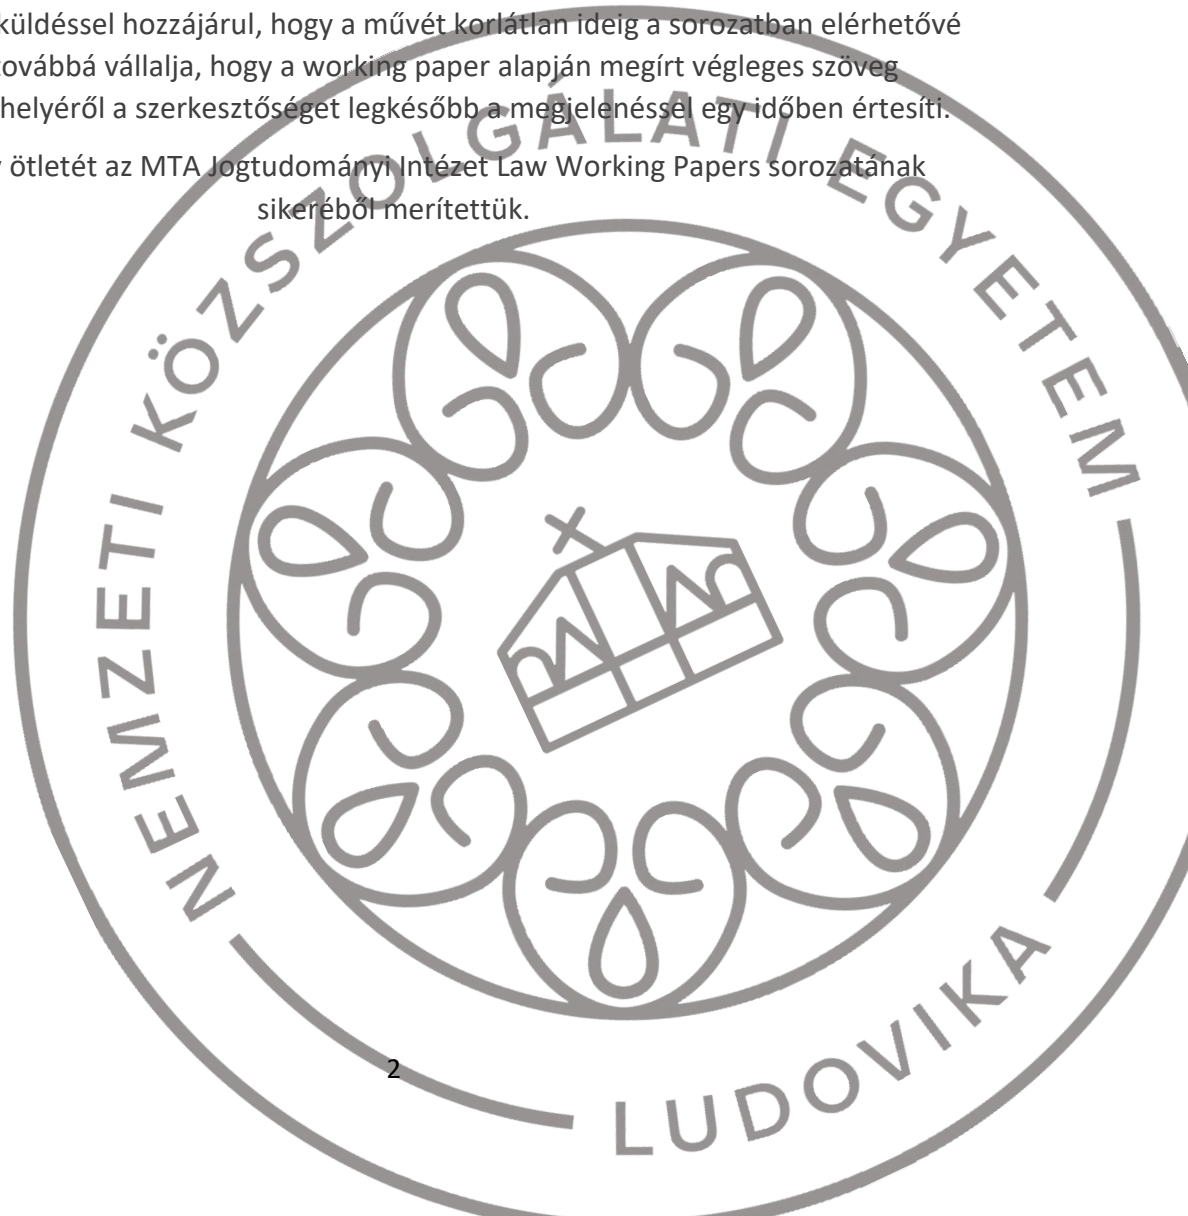 küldéssel hozzájárul, hogy a művét korlátlan ideig a sorozatban elérhetővé
továbbá vállalja, hogy a working paper alapján megírt végleges szöveg
helyéről a szerkesztőséget legkésőbb a megjelenéssel egy időben értesíti.
ötletét az MTA Jogtudományi Intézet Law Working Papers sorozatának
sikeréből merítettük.
NEMZETI KÖZSZOLGÁLATI EGYETEM
LUDOVIKA
2